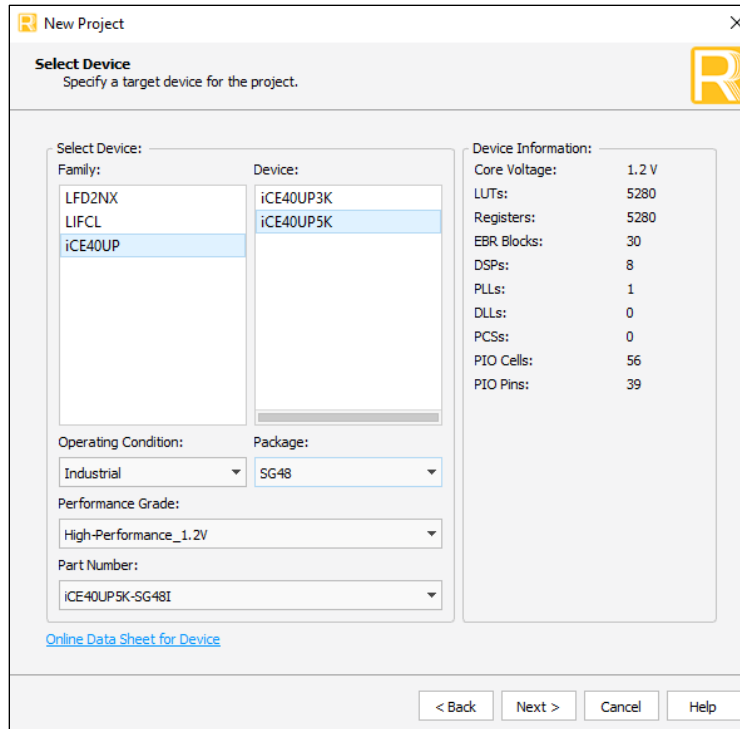 New Project
Select Device
Specify a target device for the project.
Select Device:
Family:
LFD2NX
LIFCL
iCE40UP
Device:
iCE40UP3K
iCE40UP5K
Operating Condition:
Industrial
Package:
SG48
Performance Grade:
High-Performance_1.2V
Part Number:
iCE40UP5K-SG48I
Online Data Sheet for Device
Device Information:
Core Voltage: 1.2 V
LUTs: 5280
Registers: 5280
EBR Blocks: 30
DSPs: 8
PLLs: 1
DLLs: 0
PCSs: 0
PIO Cells: 56
PIO Pins: 39
< Back Next > Cancel Help